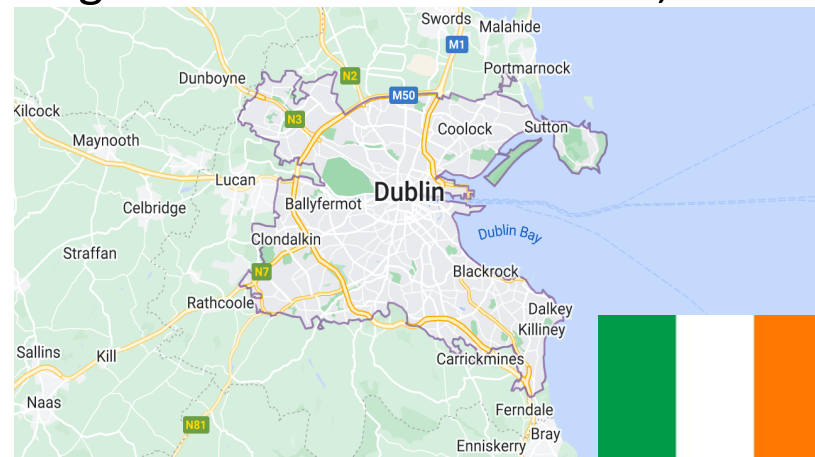 Swords
Malahide
M1
Portmarnock
N2
Dunboyne
M50
Kilcock
N3
Coolock
Sutton
Maynooth
Lucan
Dublin
Celbridge
Ballyfermot
Dublin Bay
Clondalkin
Straffan
N7
Blackrock
Rathcoole
Dalkey
Killiney
Sallins
Kill
Carrickmines
Naas
Ferndale
N81
Bray
Enniskerry